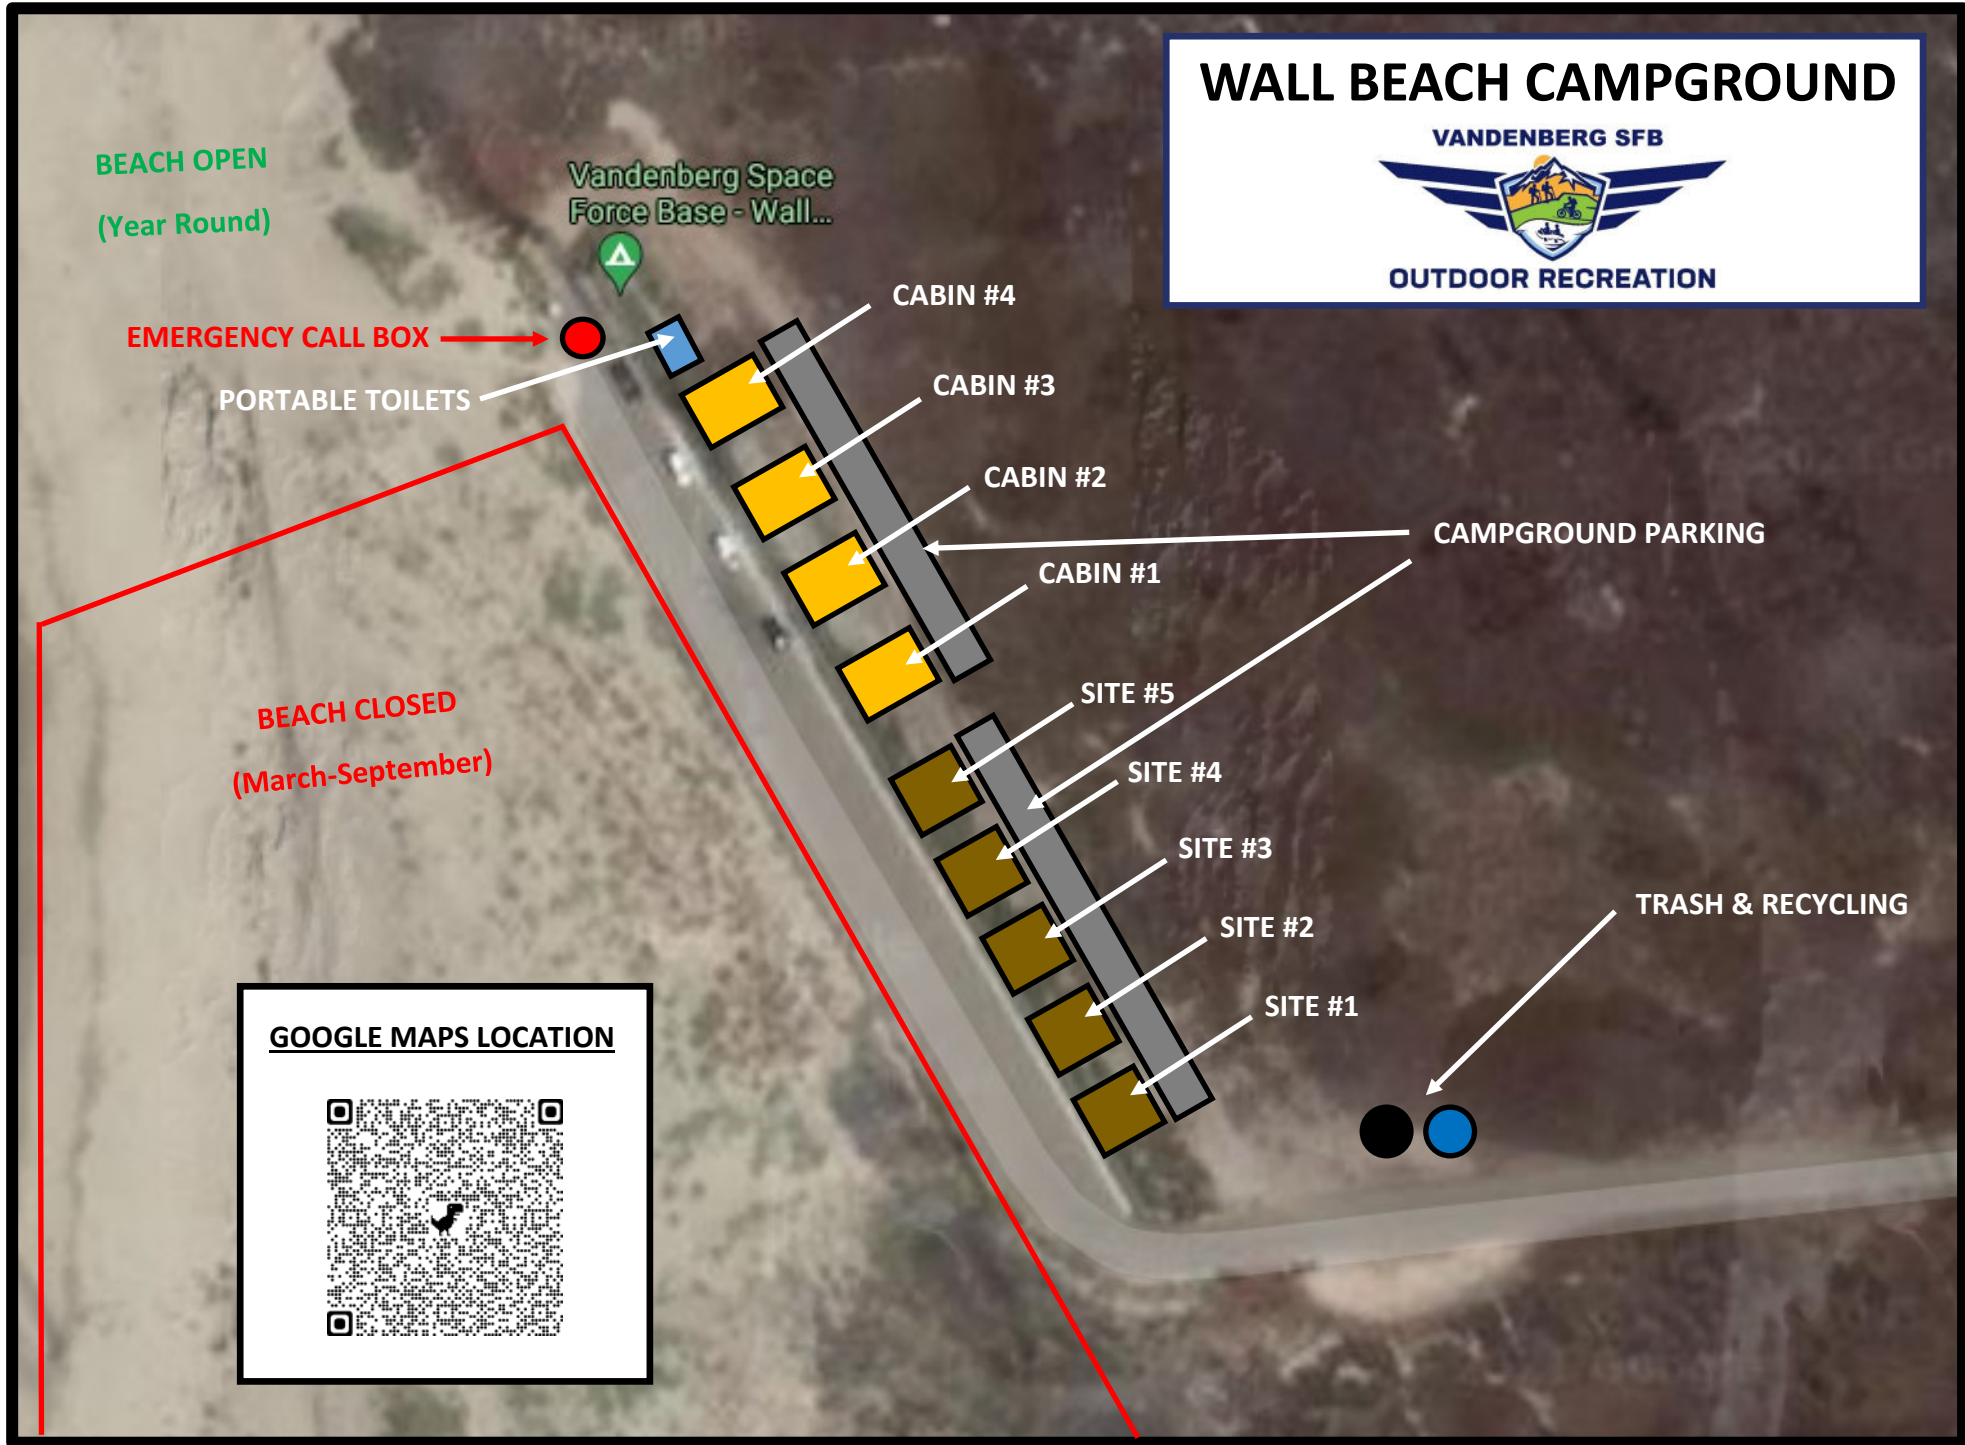 WALL BEACH CAMPGROUND
VANDENBERG SFB
OUTDOOR RECREATION
BEACH OPEN
(Year Round)
Vandenberg Space
Force Base - Wall...
EMERGENCY CALL BOX
PORTABLE TOILETS
CABIN #4
CABIN #3
CABIN #2
CABIN #1
CAMPGROUND PARKING
BEACH CLOSED
(March-September)
SITE #5
SITE #4
SITE #3
SITE #2
SITE #1
TRASH & RECYCLING
GOOGLE MAPS LOCATION